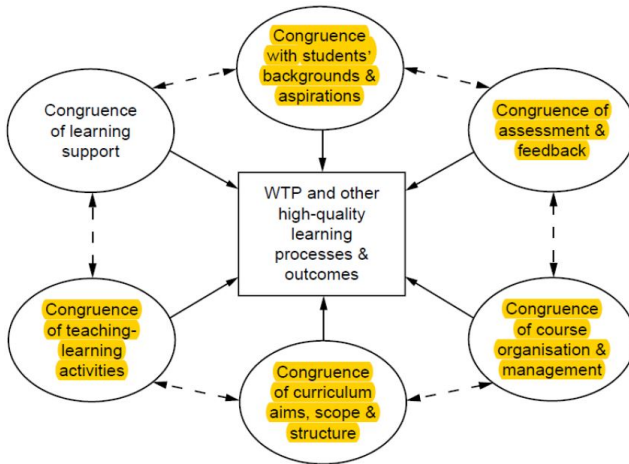 Congruence
with students'
backgrounds &
aspirations
Congruence
of learning
support
Congruence of
assessment &
feedback
WTP and other
high-quality
learning
processes &
outcomes
Congruence
of teaching-
learning
activities
Congruence
of course
organisation &
management
Congruence
of curriculum
aims, scope &
structure